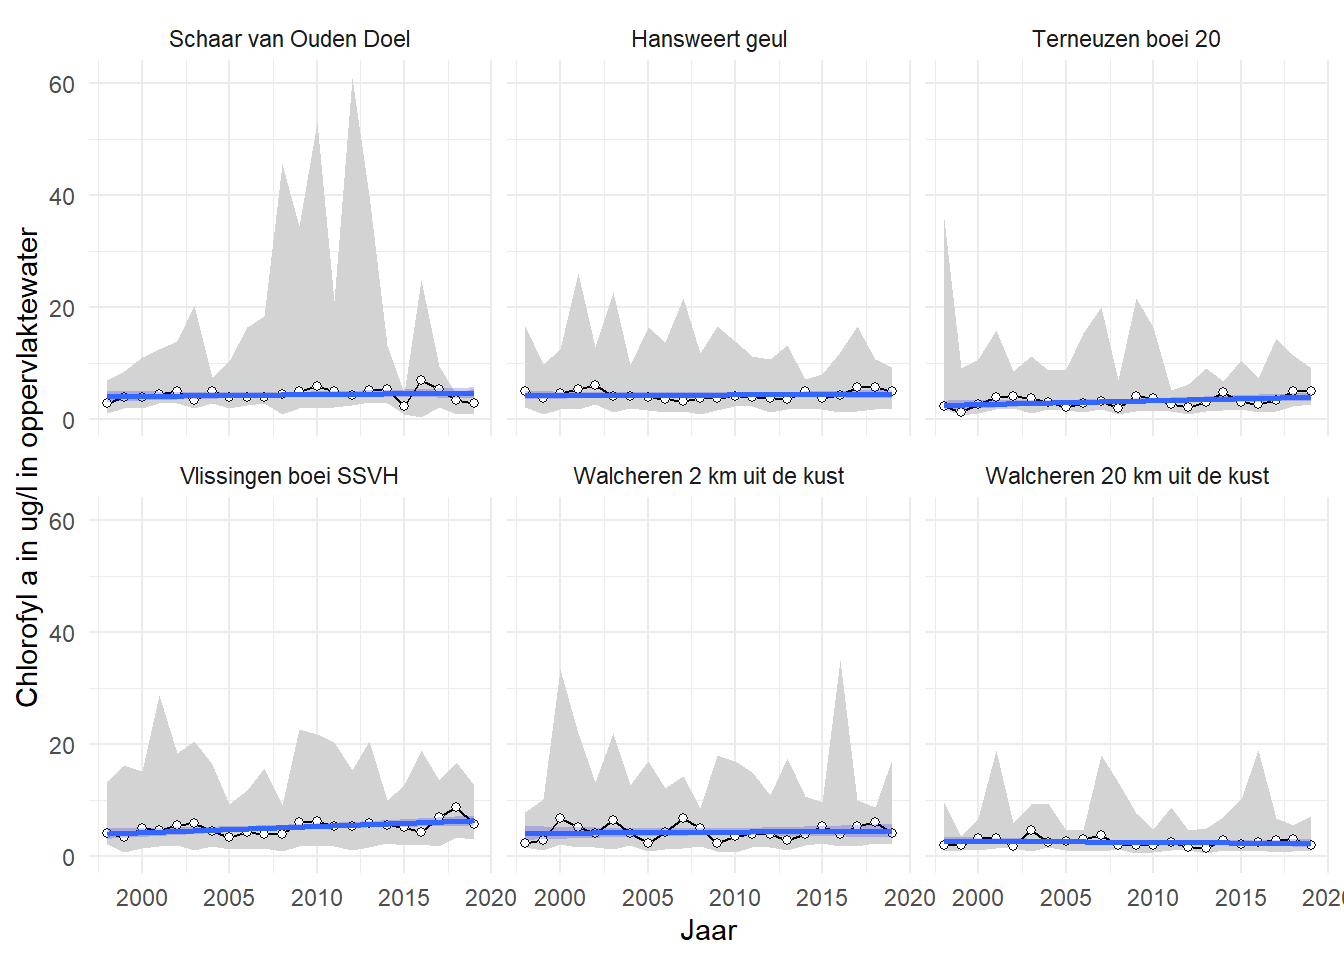 Schaar van Ouden Doel Hansweert geul Terneuzen boei 20
60
40
20
0
Vlissingen boei SSVH Walcheren 2 km uit de kust Walcheren 20 km uit de kust
60
40
20
0
2000 2005 2010 2015 2020 2000 2005 2010 2015 2020 2000 2005 2010 2015 2020
Jaar
Chlorofyl a in ug/l in oppervlaktewater